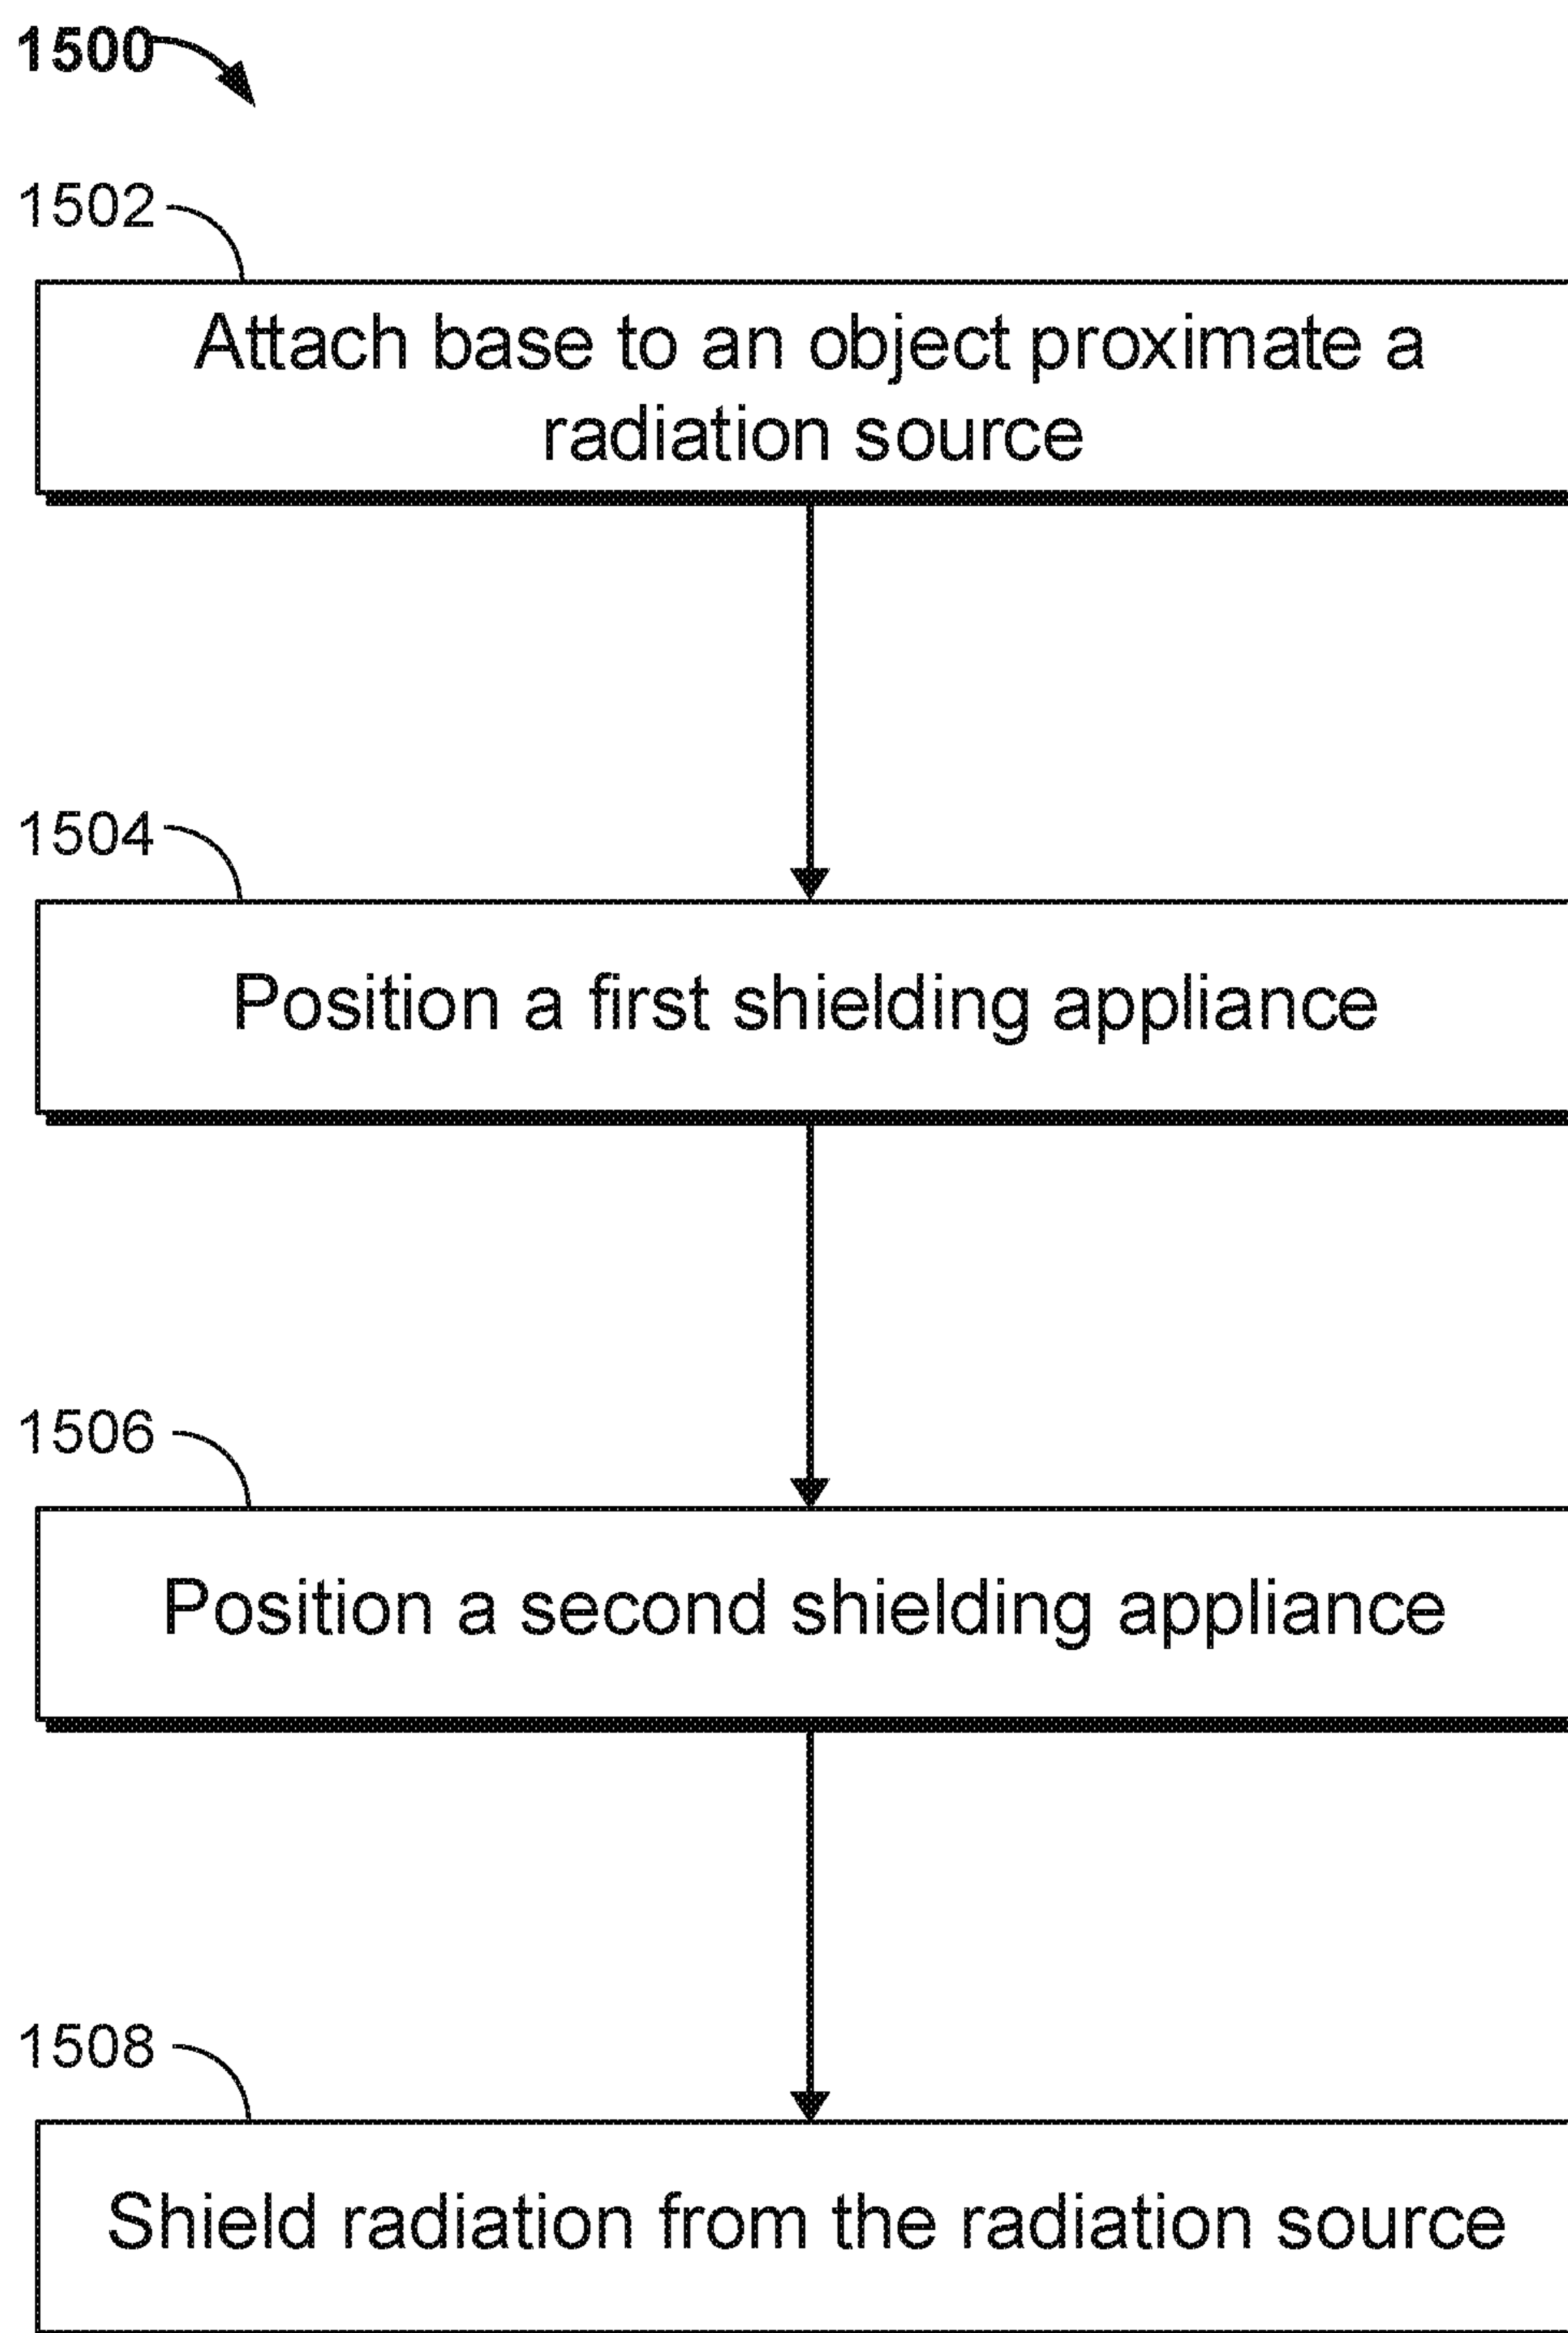 1500
1502
Attach base to an object proximate a
radiation source
1504
Position a first shielding appliance
1506
Position a second shielding appliance
1508
Shield radiation from the radiation source